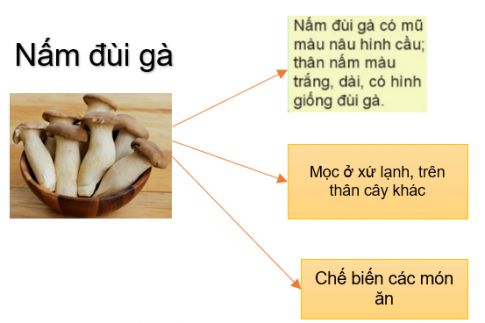 Nấm đùi gà
Nấm đùi gà có mũ
màu nâu hình cầu;
thân nấm màu
trắng, dài, có hình
giống đùi gà.
Mọc ở xứ lạnh, trên
thân cây khác
Chế biến các món
ăn